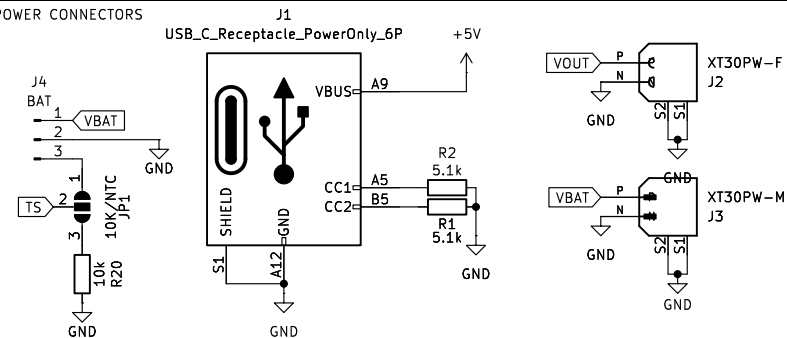 POWER CONNECTORS
J1
USB_C_Receptacle_PowerOnly_6P
+5V
VBUS
A9
SHIELD
GND
CC1
A5
CC2
B5
S1
A12
GND
R2
5.1k
R1
5.1k
GND
J4
BAT
1
VBAT
2
3
GND
1
TS
2
10K/NTC
JP1
3
10k
R20
GND
VOUT
P
N
XT30PW-F
J2
GND
S2
S1
GND
VBAT
P
N
XT30PW-M
J3
GND
S2
S1
GND